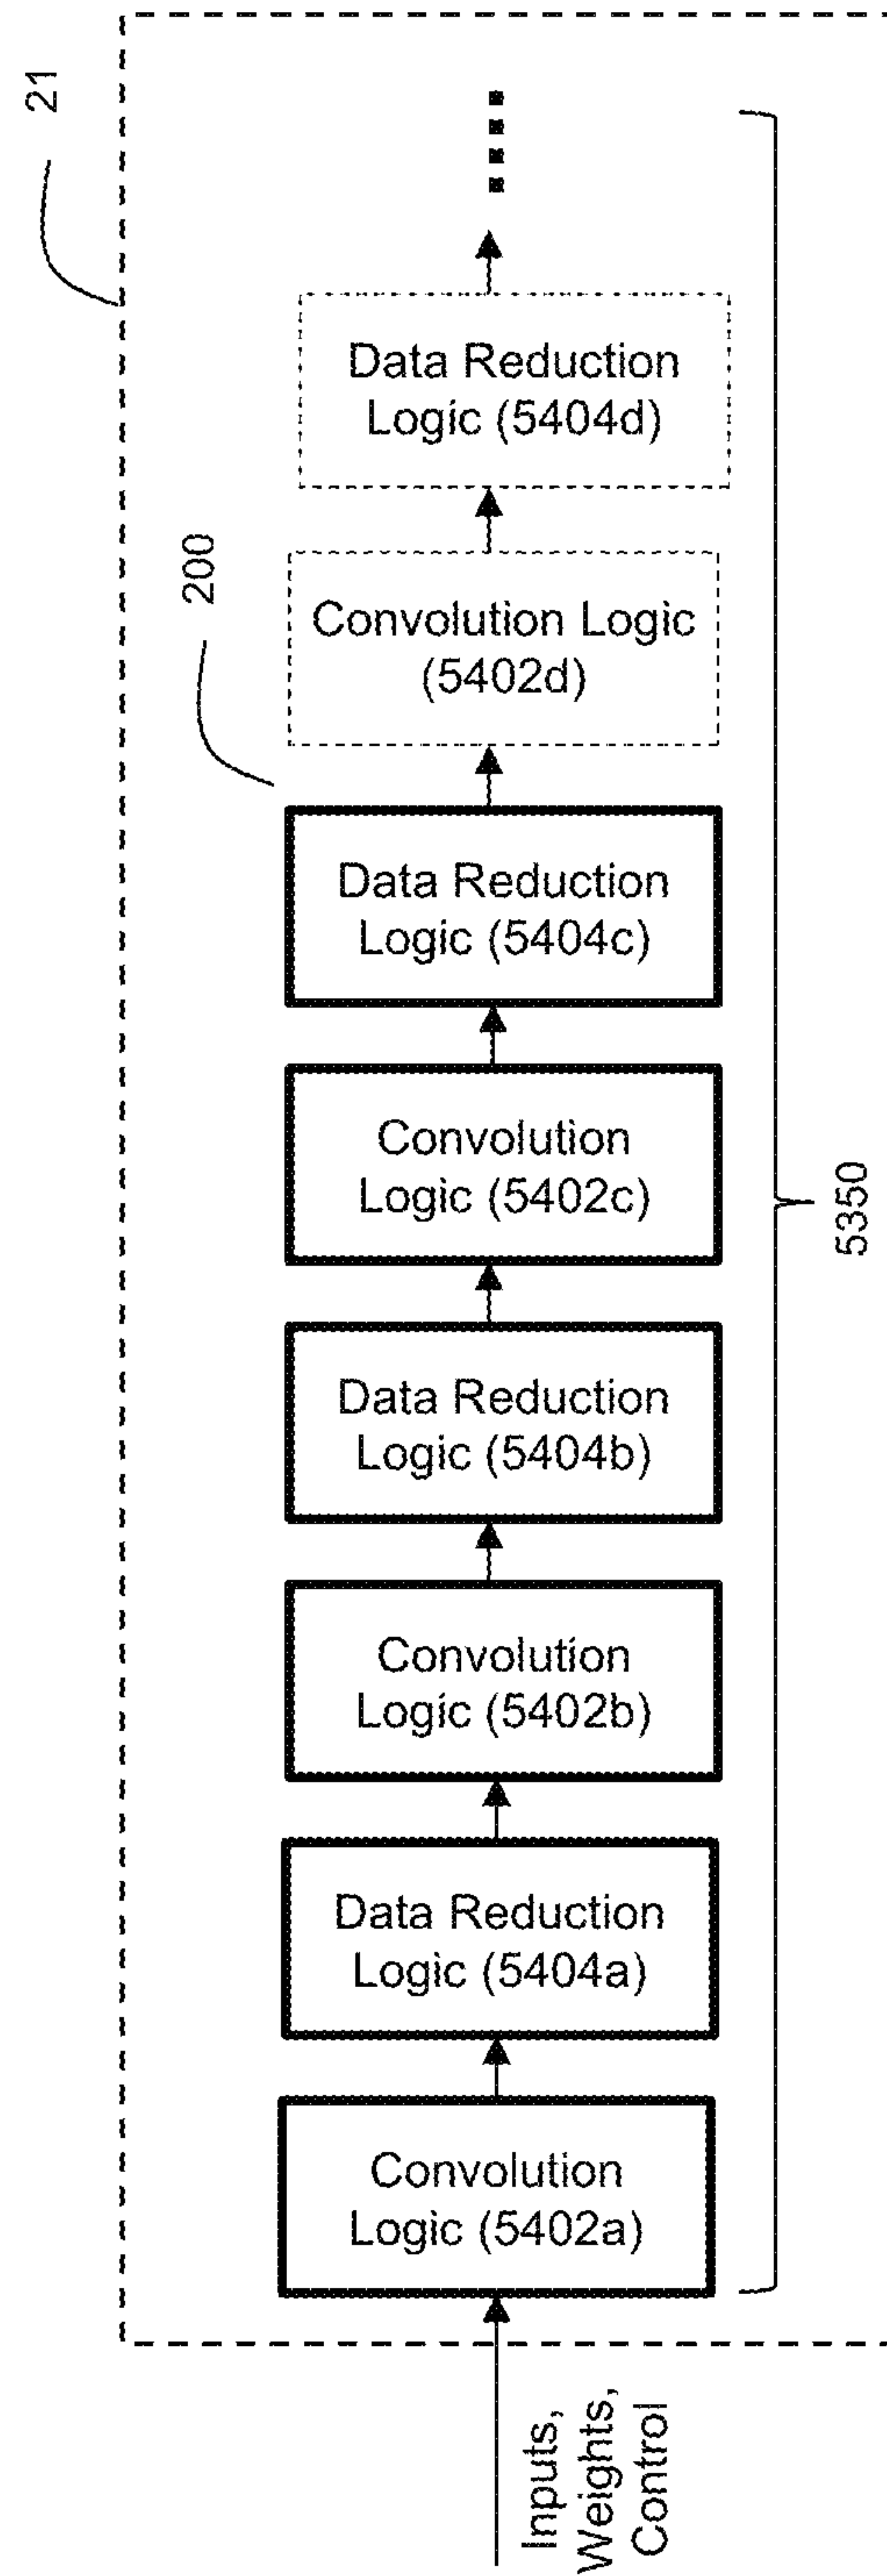 21
200
Inputs,
Weights,
Control
Convolution
Logic (5402a)
Data Reduction
Logic (5404a)
Convolution
Logic (5402b)
Data Reduction
Logic (5404b)
Convolution
Logic (5402c)
Data Reduction
Logic (5404c)
Convolution Logic
(5402d)
Data Reduction
Logic (5404d)
5350